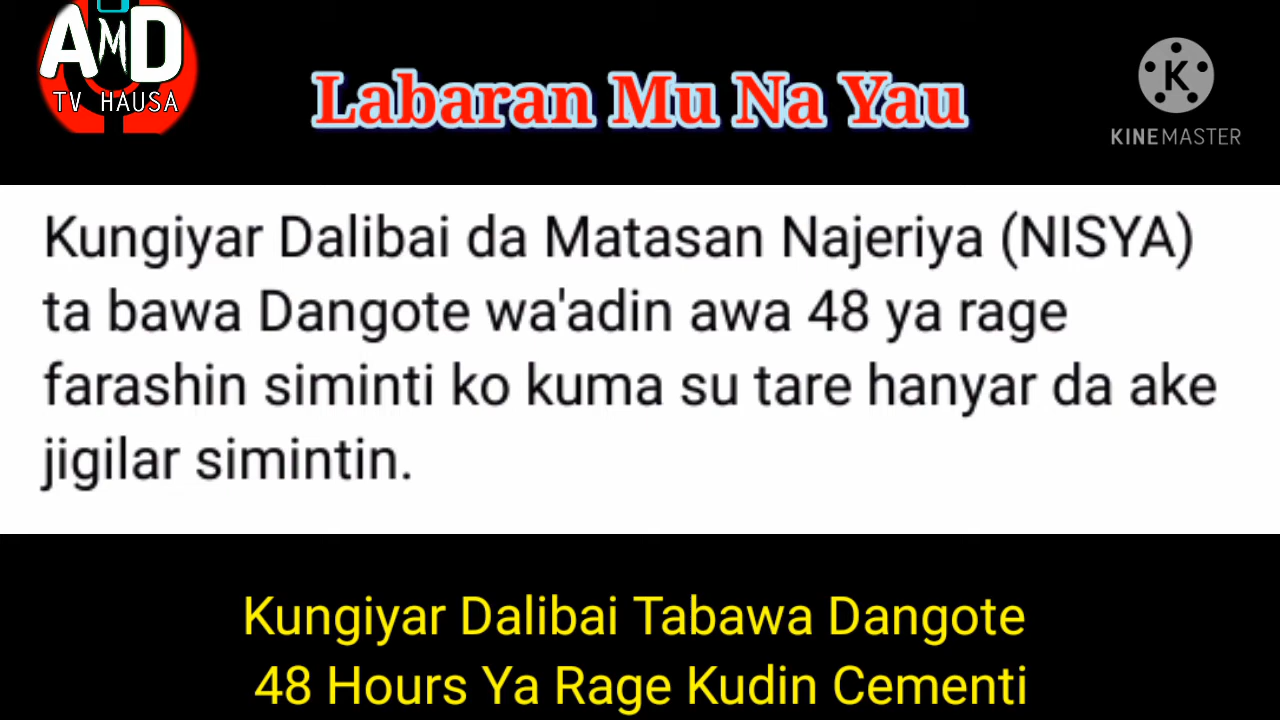 AMD
TV HAUSA
Labaran Mu Na Yau
K
KINEMASTER
Kungiyar Dalibai da Matasan Najeriya (NISYA)
ta bawa Dangote wa'adin awa 48 ya rage
farashin siminti ko kuma su tare hanyar da ake
jigilar simintin.
Kungiyar Dalibai Tabawa Dangote
48 Hours Ya Rage Kudin Cementi